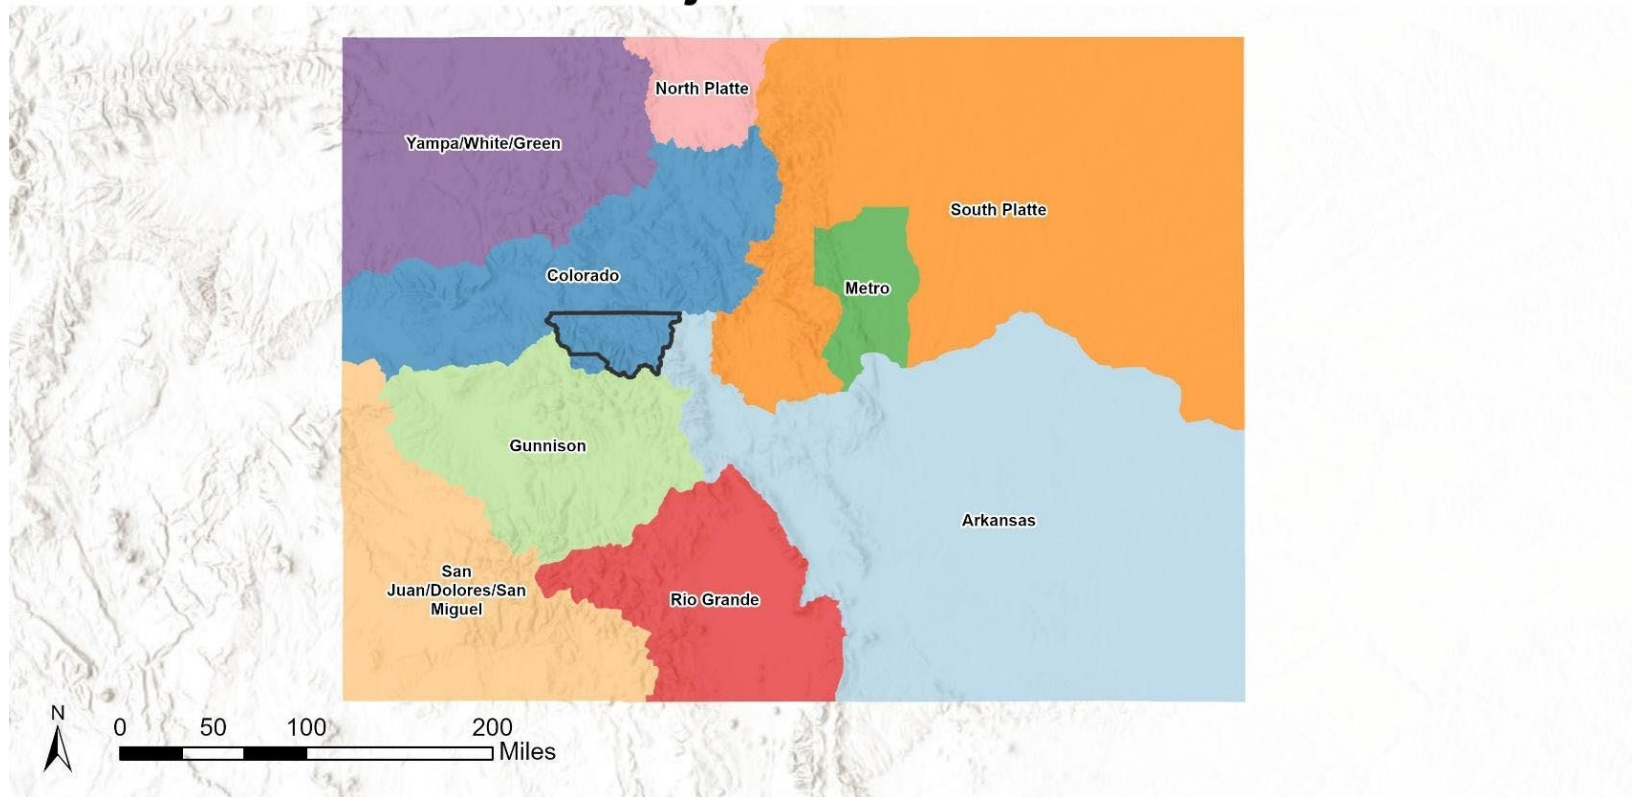 North Platte
Yampa/White/Green
South Platte
Colorado
Metro
Gunnison
Arkansas
San
Juan/Dolores/San
Miguel
Rio Grande
N
0 50 100 200
Miles